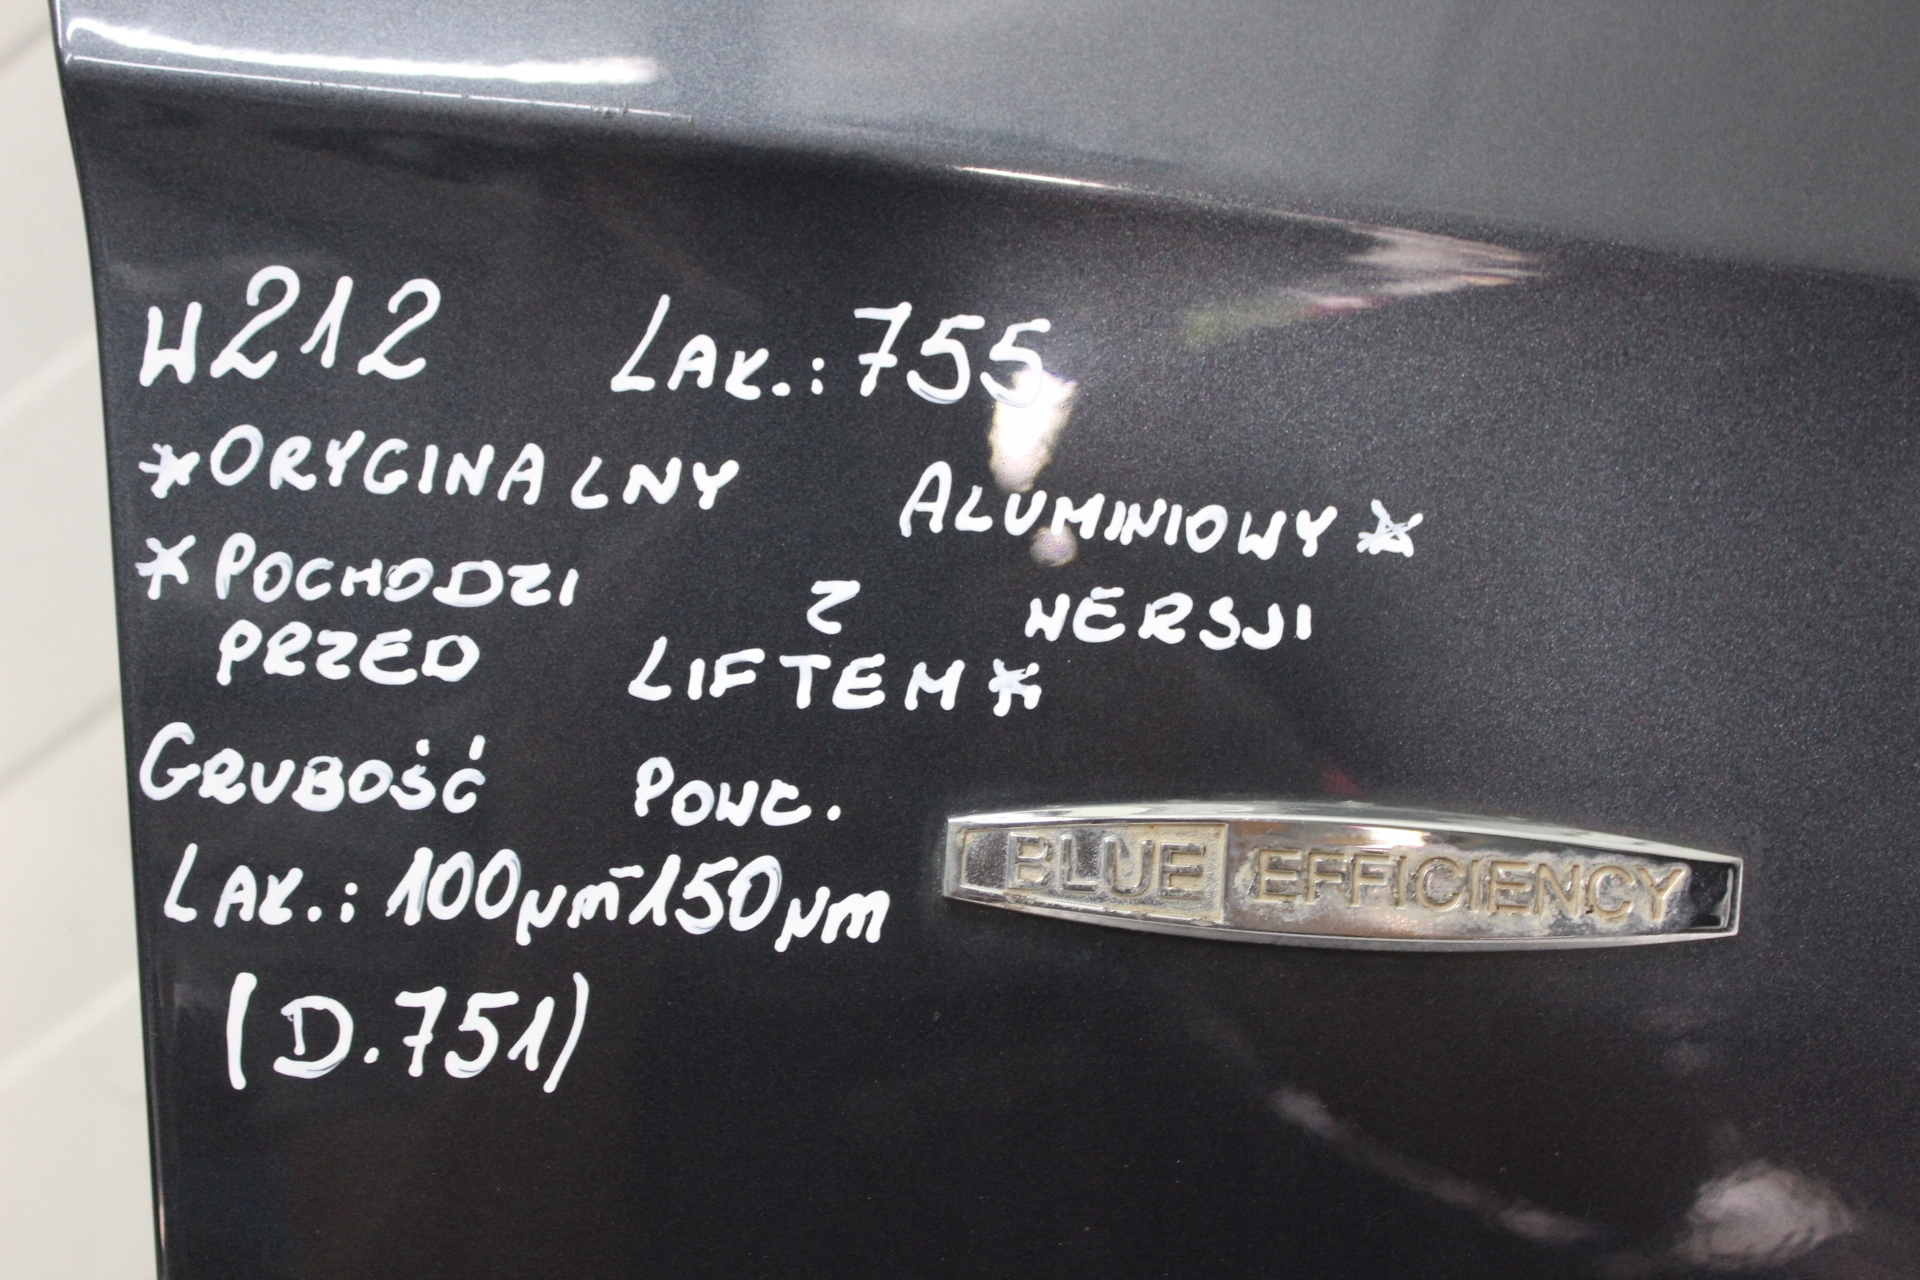 W212 LAK.: 755
*ORYGINALNY ALUMINIOWY*
*POCHODZI Z WERSJI
PRZED LIFTEM*
GRUBOŚĆ POWŁ.
LAK.: 100µm-150µm
(D.751)
BLUE EFFICIENCY